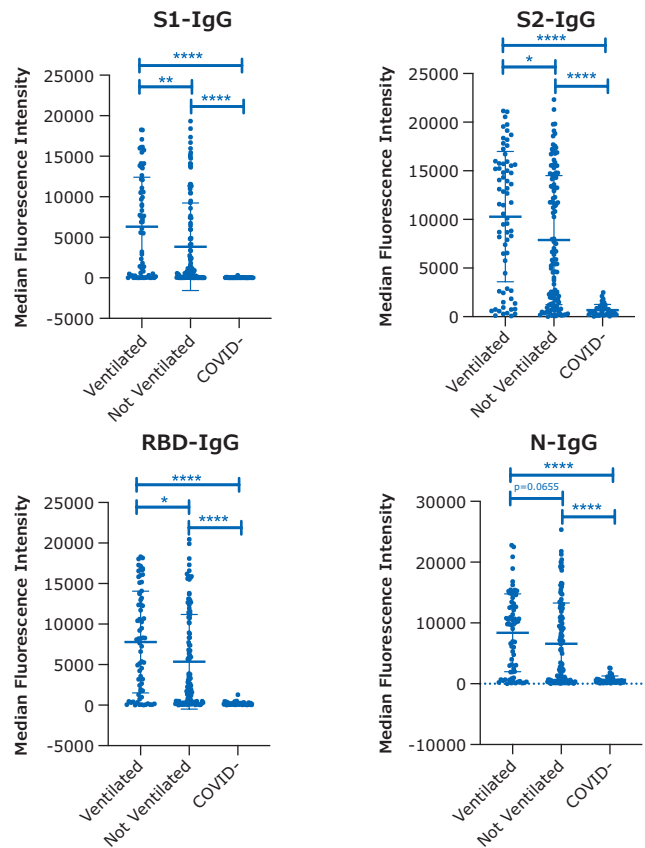 S1-IgG
Median Fluorescence Intensity
25000
20000
15000
10000
5000
0
-5000
****
**
****
Ventilated
Not Ventilated
COVID-
S2-IgG
Median Fluorescence Intensity
25000
20000
15000
10000
5000
0
****
*
****
Ventilated
Not Ventilated
COVID-
RBD-IgG
Median Fluorescence Intensity
25000
20000
15000
10000
5000
0
-5000
****
*
****
Ventilated
Not Ventilated
COVID-
N-IgG
Median Fluorescence Intensity
30000
20000
10000
0
-10000
****
p=0.0655
****
Ventilated
Not Ventilated
COVID-